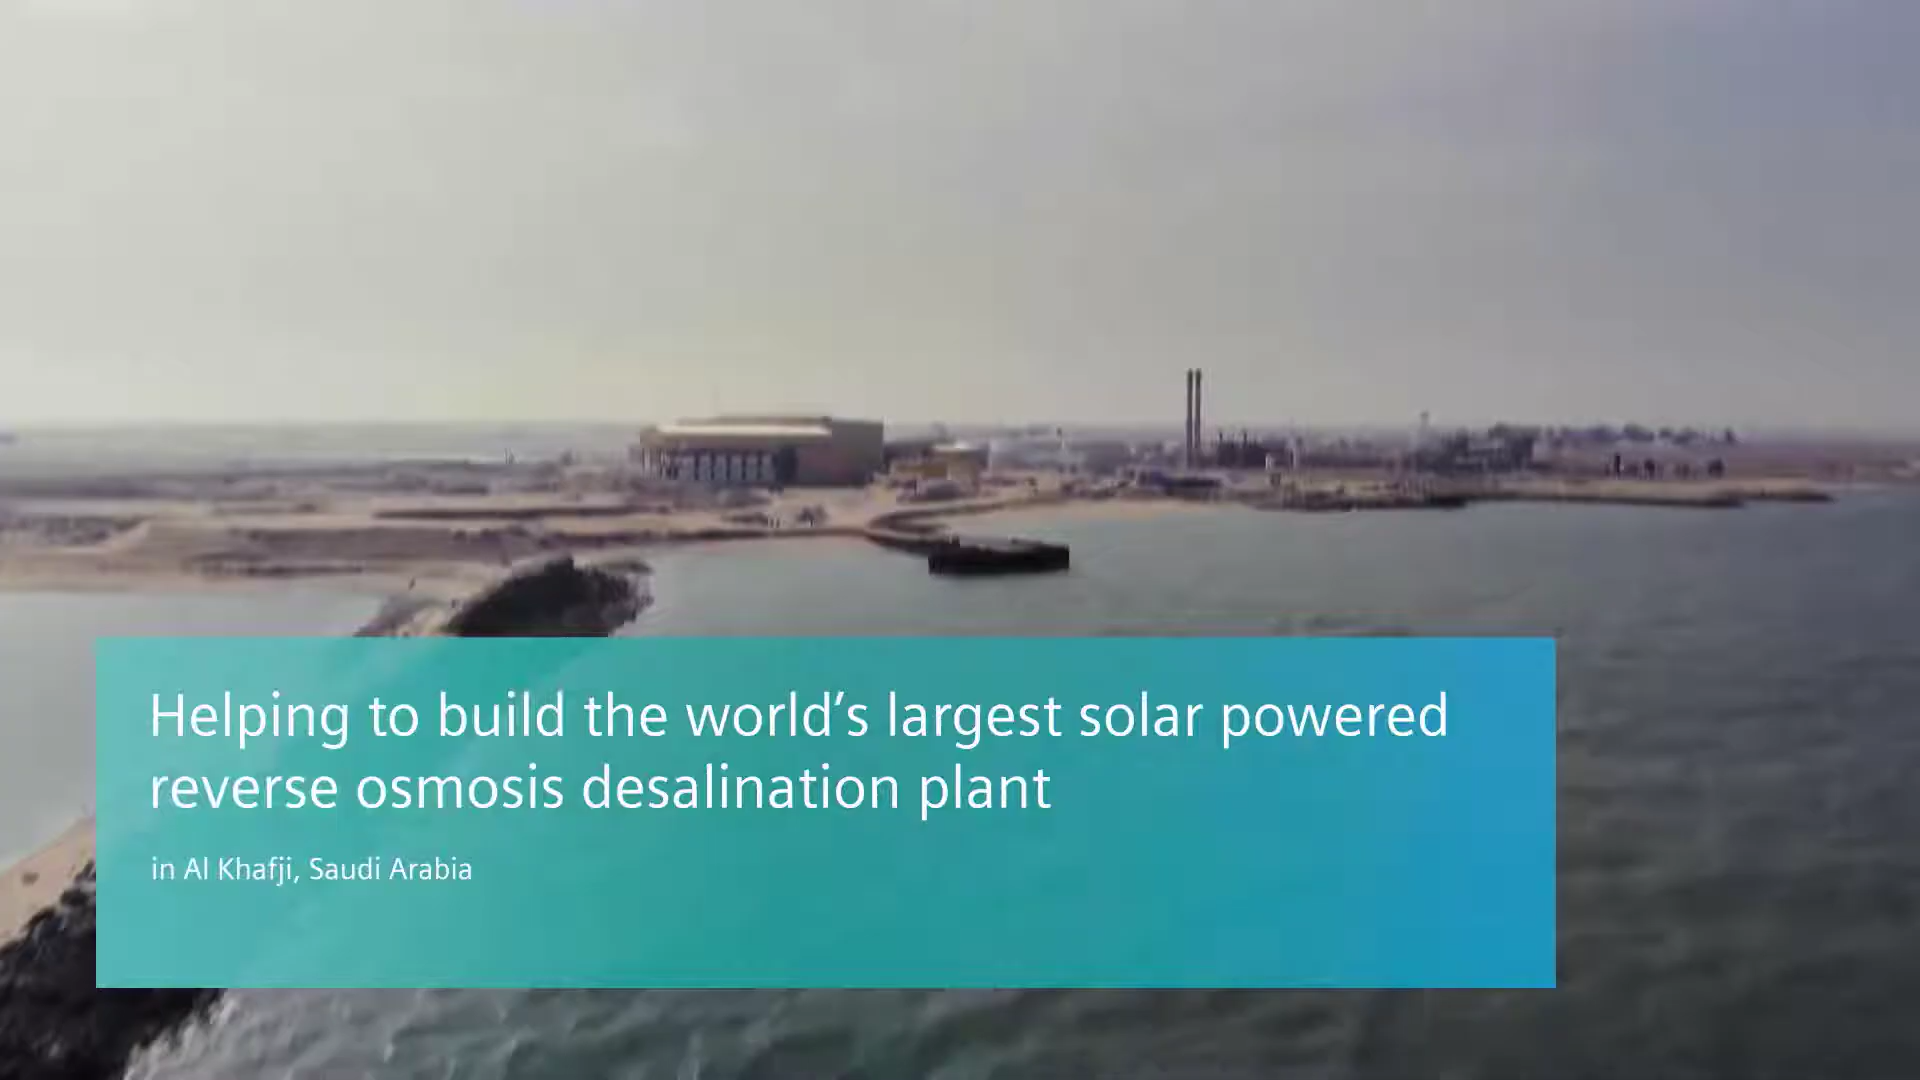 Helping to build the world’s largest solar powered
reverse osmosis desalination plant
in Al Khafji, Saudi Arabia